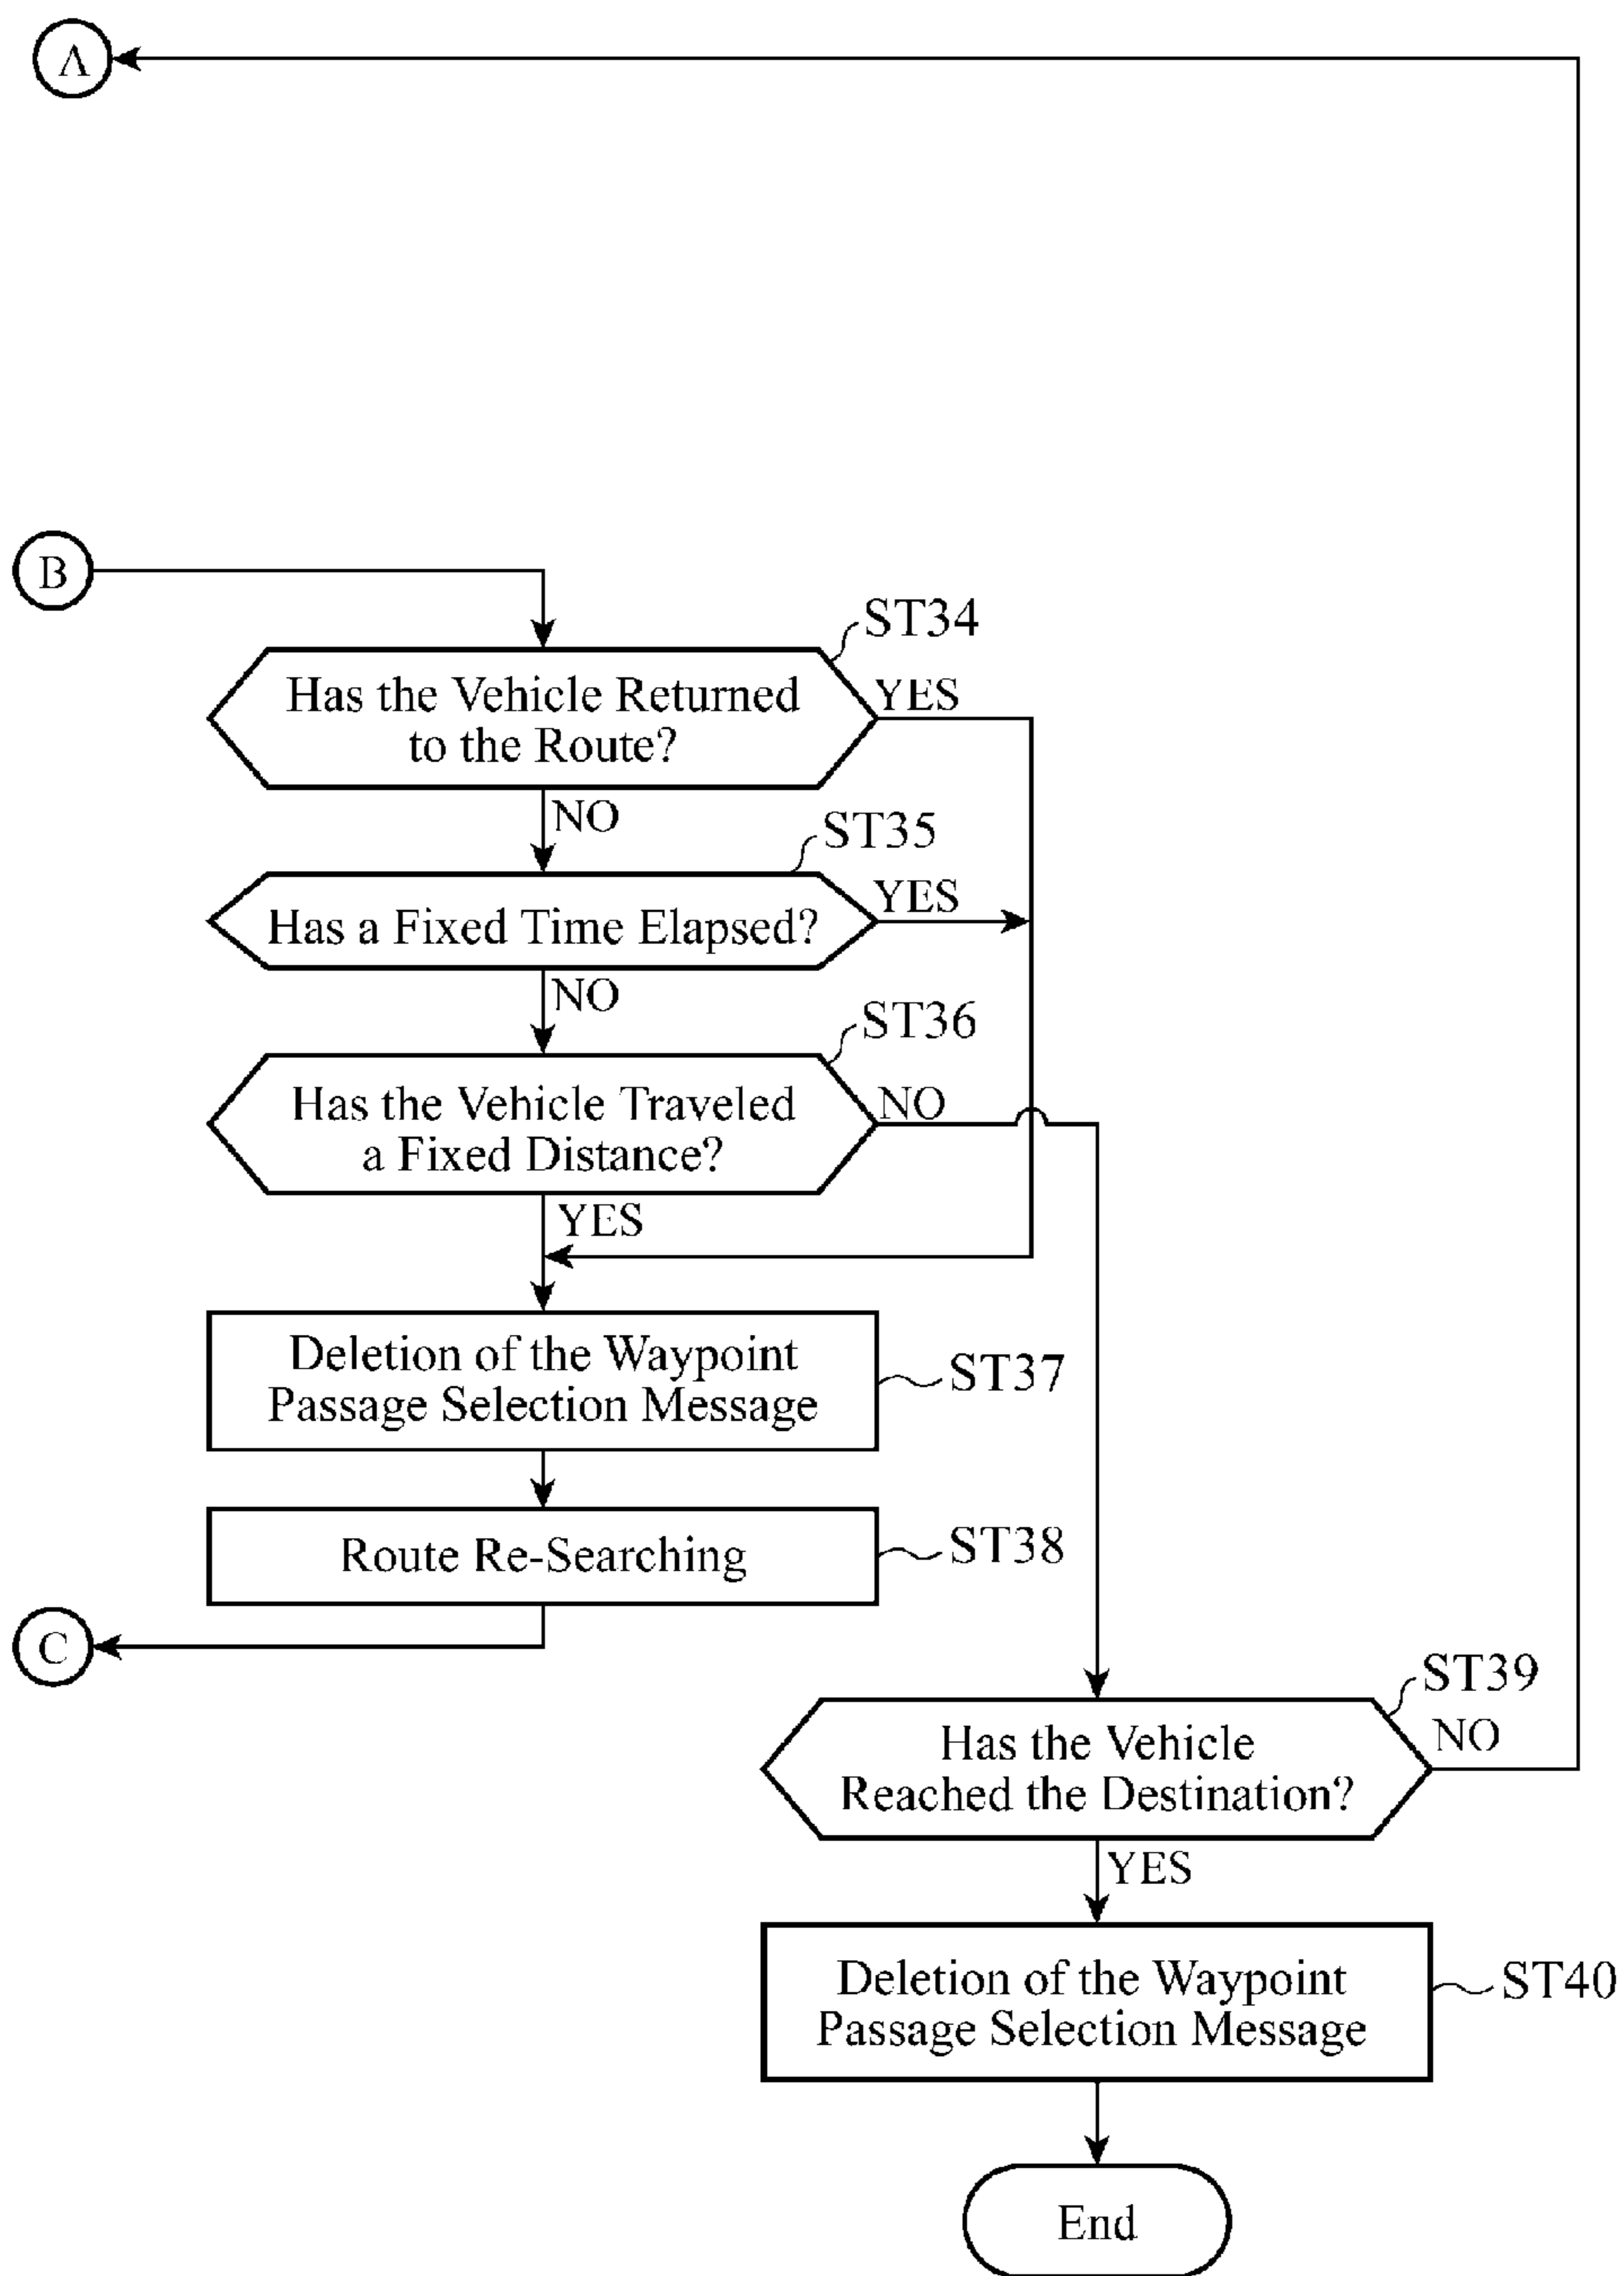 A
B
ST34
Has the Vehicle Returned
to the Route?
YES
NO
ST35
Has a Fixed Time Elapsed?
YES
NO
ST36
Has the Vehicle Traveled
a Fixed Distance?
NO
YES
Deletion of the Waypoint
Passage Selection Message
ST37
Route Re-Searching
ST38
C
ST39
Has the Vehicle
Reached the Destination?
NO
YES
Deletion of the Waypoint
Passage Selection Message
ST40
End